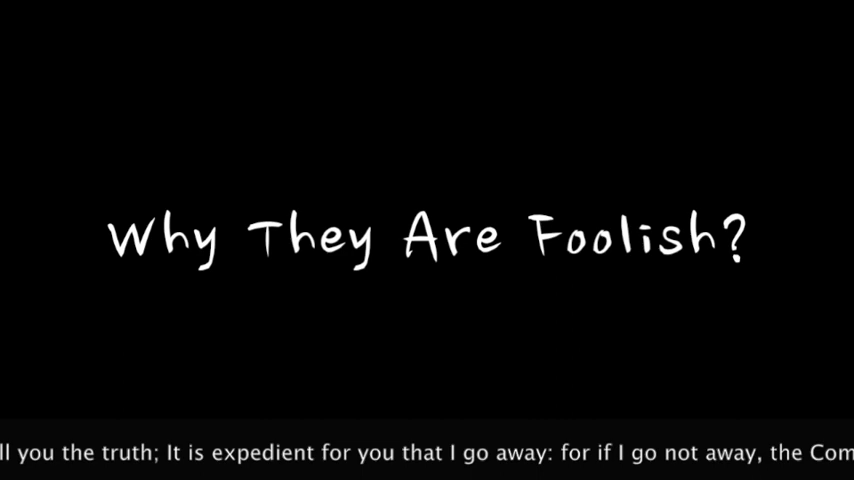 Why They Are Foolish?
you the truth; It is expedient for you that I go away: for if I go not away, the